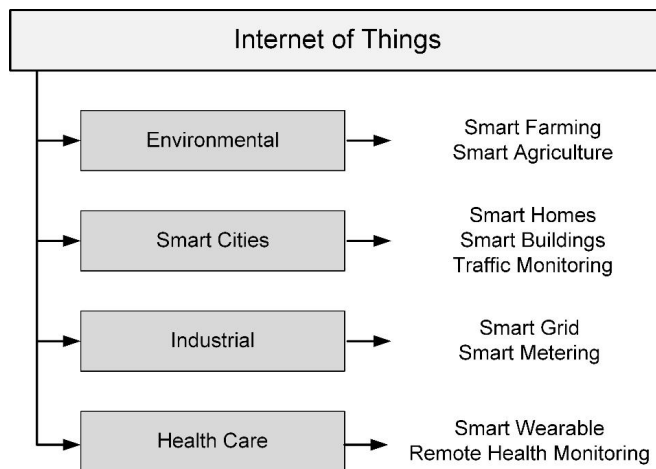 Internet of Things
Environmental
Smart Farming
Smart Agriculture
Smart Cities
Smart Homes
Smart Buildings
Traffic Monitoring
Industrial
Smart Grid
Smart Metering
Health Care
Smart Wearable
Remote Health Monitoring